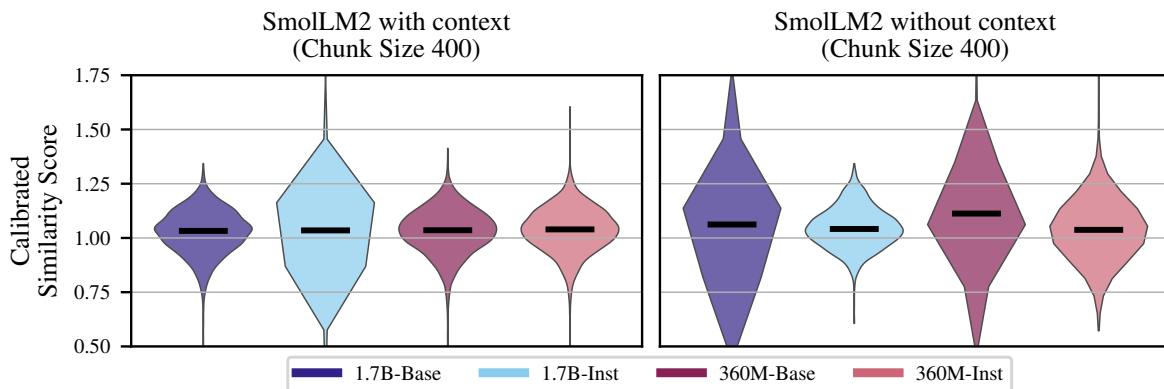 SmolLM2 with context
(Chunk Size 400)
SmolLM2 without context
(Chunk Size 400)
Calibrated
Similarity Score
1.75
1.50
1.25
1.00
0.75
0.50
1.7B-Base
1.7B-Inst
360M-Base
360M-Inst